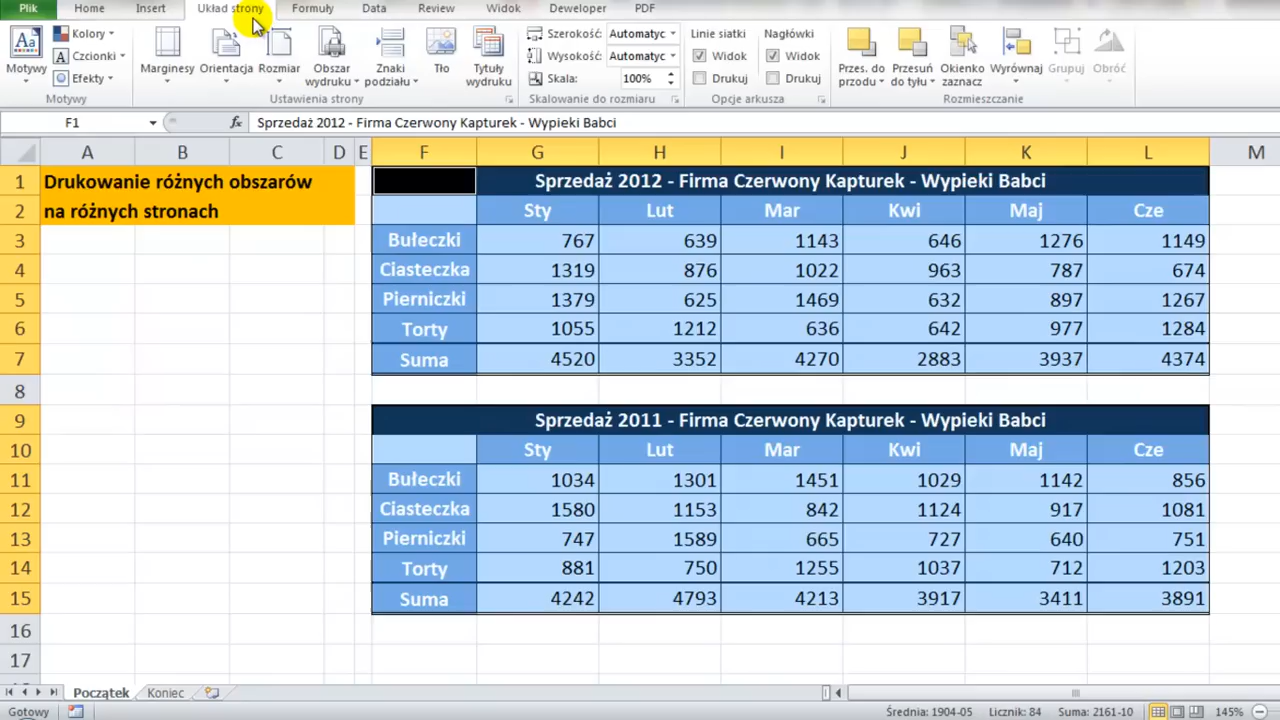 Plik Home Insert Układ strony Formuły Data Review Widok Developer PDF
Kolory
Czcionki
Efekty
Motywy
Marginesy
Orientacja
Rozmiar
Obszar wydruku
Znaki podziału
Tło
Tytuły wydruku
Szerokość: Automatyc
Wysokość: Automatyc
Skala: 100%
Linie siatki
Widok
Drukuj
Nagłówki
Widok
Drukuj
Przes. do przodu
Przesuń do tyłu
Okienko zaznacz
Wyrównaj
Grupuj
Obróć
Motywy Ustawienia strony Skalowanie do rozmiaru Opcje arkusza Rozmieszczanie
F1 fx Sprzedaż 2012 - Firma Czerwony Kapturek - Wypieki Babci
A B C D E F G H I J K L M
1 Drukowanie różnych obszarów Sprzedaż 2012 - Firma Czerwony Kapturek - Wypieki Babci
2 na różnych stronach Sty Lut Mar Kwi Maj Cze
3 Bułeczki 767 639 1143 646 1276 1149
4 Ciasteczka 1319 876 1022 963 787 674
5 Pierniczki 1379 625 1469 632 897 1267
6 Torty 1055 1212 636 642 977 1284
7 Suma 4520 3352 4270 2883 3937 4374
8
9 Sprzedaż 2011 - Firma Czerwony Kapturek - Wypieki Babci
10 Sty Lut Mar Kwi Maj Cze
11 Bułeczki 1034 1301 1451 1029 1142 856
12 Ciasteczka 1580 1153 842 1124 917 1081
13 Pierniczki 747 1589 665 727 640 751
14 Torty 881 750 1255 1037 712 1203
15 Suma 4242 4793 4213 3917 3411 3891
16
17
Początek Koniec
Gotowy Średnia: 1904-05 Licznik: 84 Suma: 2161-10 145%